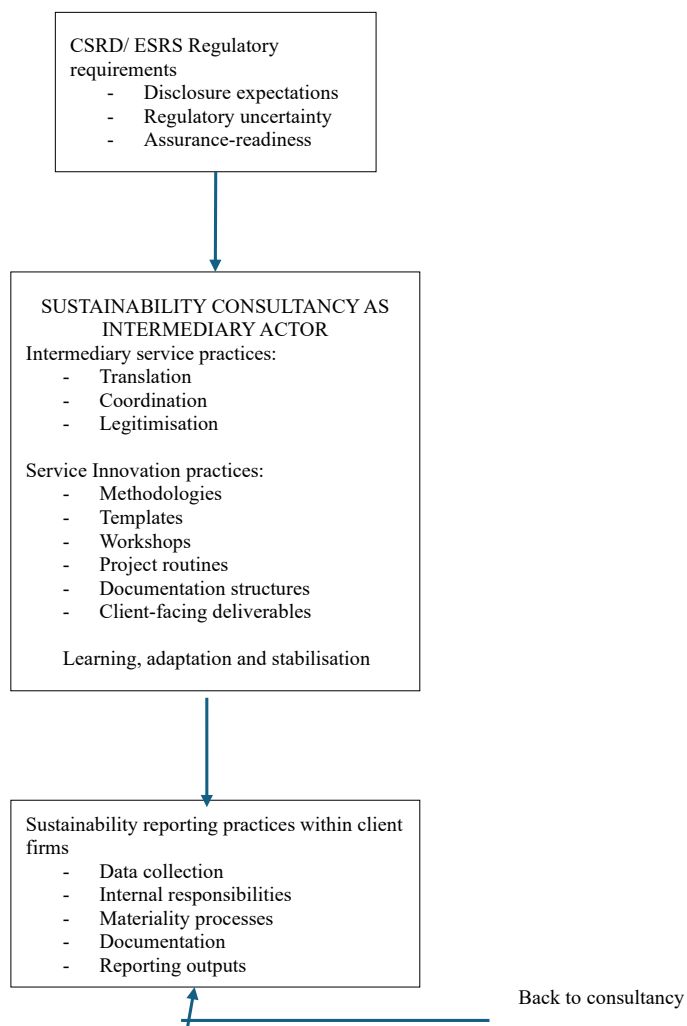 CSRD/ ESRS Regulatory
requirements
- Disclosure expectations
- Regulatory uncertainty
- Assurance-readiness
SUSTAINABILITY CONSULTANCY AS
INTERMEDIARY ACTOR
Intermediary service practices:
- Translation
- Coordination
- Legitimisation
Service Innovation practices:
- Methodologies
- Templates
- Workshops
- Project routines
- Documentation structures
- Client-facing deliverables
Learning, adaptation and stabilisation
Sustainability reporting practices within client
firms
- Data collection
- Internal responsibilities
- Materiality processes
- Documentation
- Reporting outputs
Back to consultancy